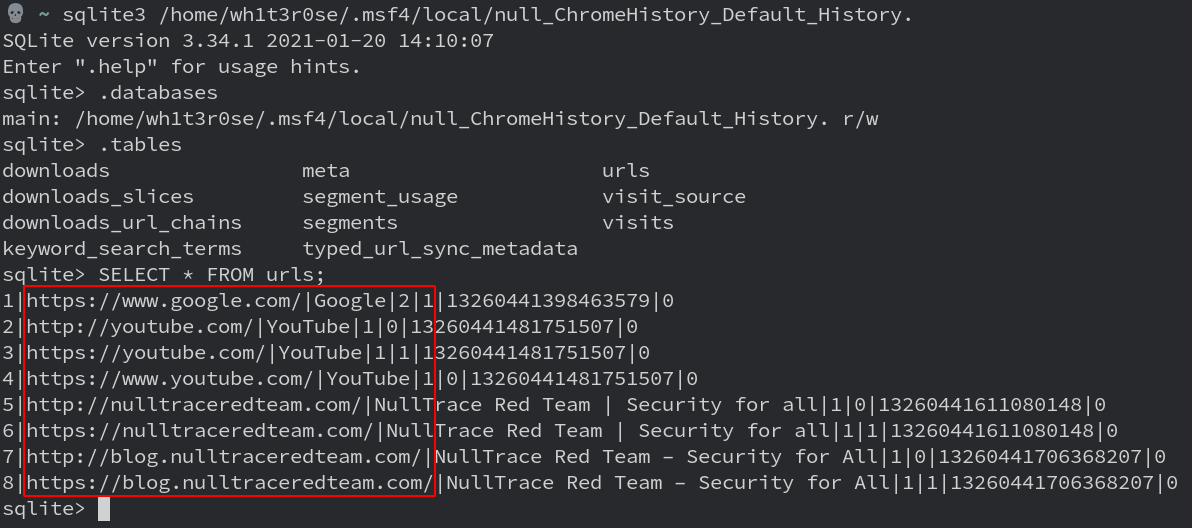 ~ sqlite3 /home/wh1t3r0se/.msf4/local/null_ChromeHistory_Default_History.
SQLite version 3.34.1 2021-01-20 14:10:07
Enter ".help" for usage hints.
sqlite> .databases
main: /home/wh1t3r0se/.msf4/local/null_ChromeHistory_Default_History. r/w
sqlite> .tables
downloads meta urls
downloads_slices segment_usage visit_source
downloads_url_chains segments visits
keyword_search_terms typed_url_sync_metadata
sqlite> SELECT * FROM urls;
1|https://www.google.com/|Google|2|1|13260441398463579|0
2|http://youtube.com/|YouTube|1|0|13260441481751507|0
3|https://youtube.com/|YouTube|1|1|13260441481751507|0
4|https://www.youtube.com/|YouTube|1|0|13260441481751507|0
5|http://nulltraceredteam.com/|NullTrace Red Team | Security for all|1|0|13260441611080148|0
6|https://nulltraceredteam.com/|NullTrace Red Team | Security for all|1|1|13260441611080148|0
7|http://blog.nulltraceredteam.com/|NullTrace Red Team – Security for All|1|0|13260441706368207|0
8|https://blog.nulltraceredteam.com/|NullTrace Red Team – Security for All|1|1|13260441706368207|0
sqlite>